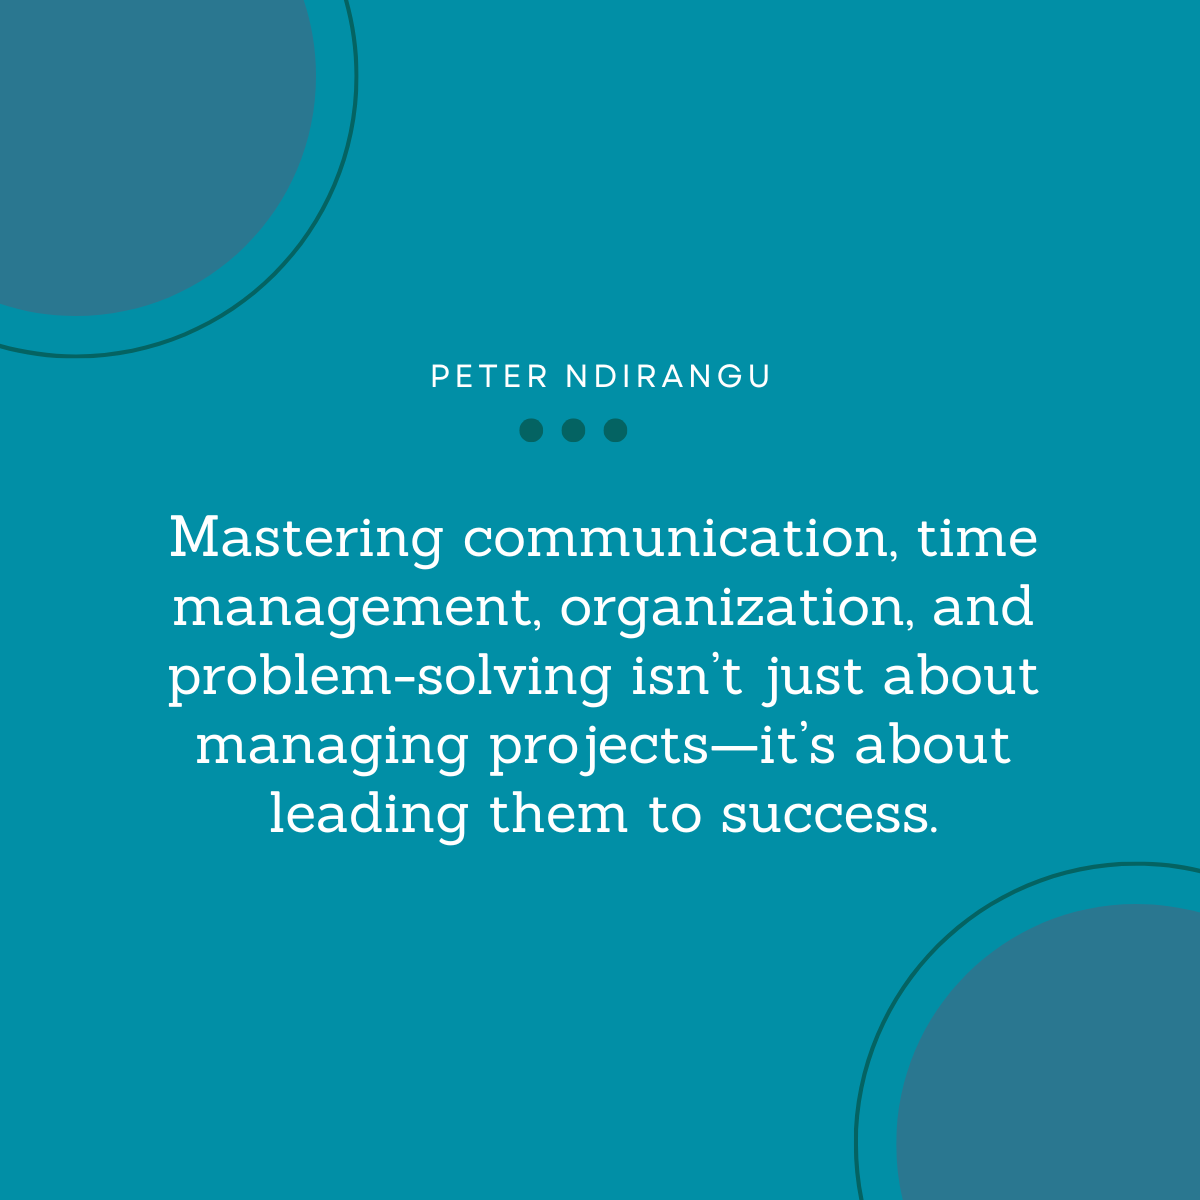 PETER NDIRANGU
Mastering communication, time
management, organization, and
problem-solving isn’t just about
managing projects—it’s about
leading them to success.